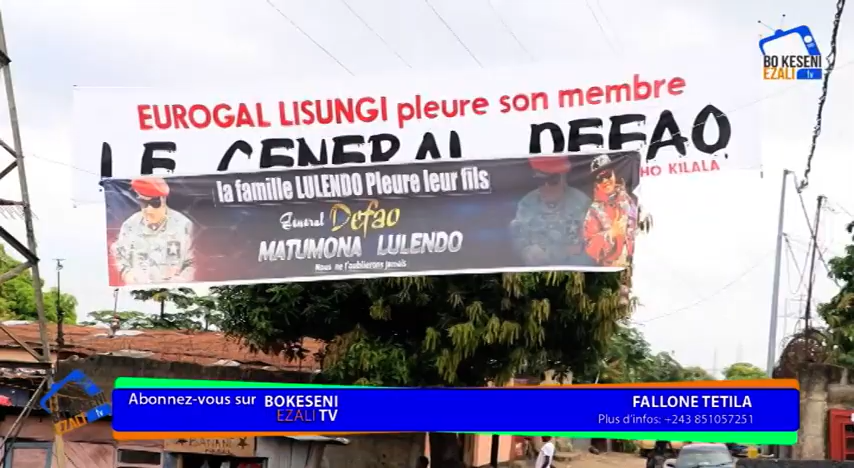 BO KESENI
EZALI tv
EUROGAL LISUNGI pleure son membre
LE GENERAL DEFAO
HO KILALA
la famille LULENDO Pleure leur fils
General Defao
MATUMONA LULENDO
Nous ne t'oublierons jamais
Abonnez-vous sur BOKESENI
EZALI TV
FALLONE TETILA
Plus d'infos: +243 851057251